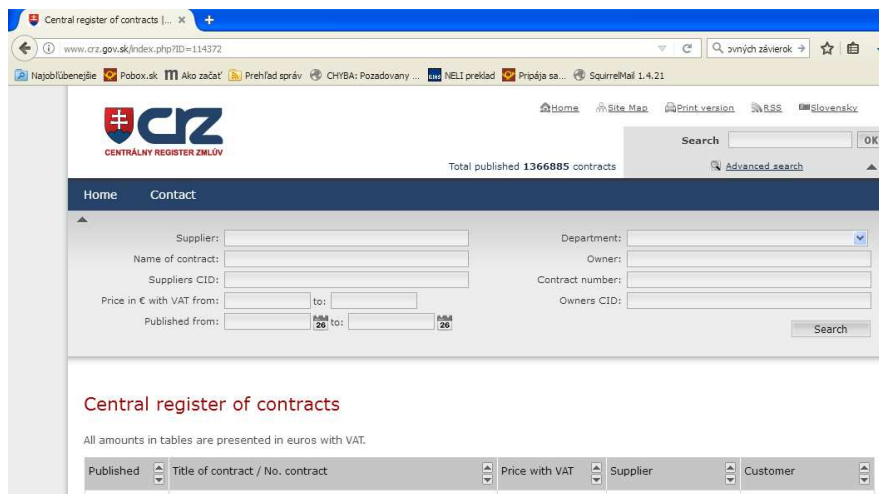 Central register of contracts |... ×
www.crz.gov.sk/index.php?ID=114372
ovných závierok
Najobľúbenejšie Pobox.sk Ako začať Prehľad správ CHYBA: Pozadovany ... NELI preklad Pripája sa... SquirrelMail 1.4.21
Home Site Map Print version RSS Slovensky
crz
CENTRÁLNY REGISTER ZMLÚV
Search OK
Total published 1366885 contracts Advanced search
Home Contact
Supplier: Department:
Name of contract: Owner:
Suppliers CID: Contract number:
Price in € with VAT from: to: Owners CID:
Published from: 26 to: 26
Search
Central register of contracts
All amounts in tables are presented in euros with VAT.
Published Title of contract / No. contract Price with VAT Supplier Customer